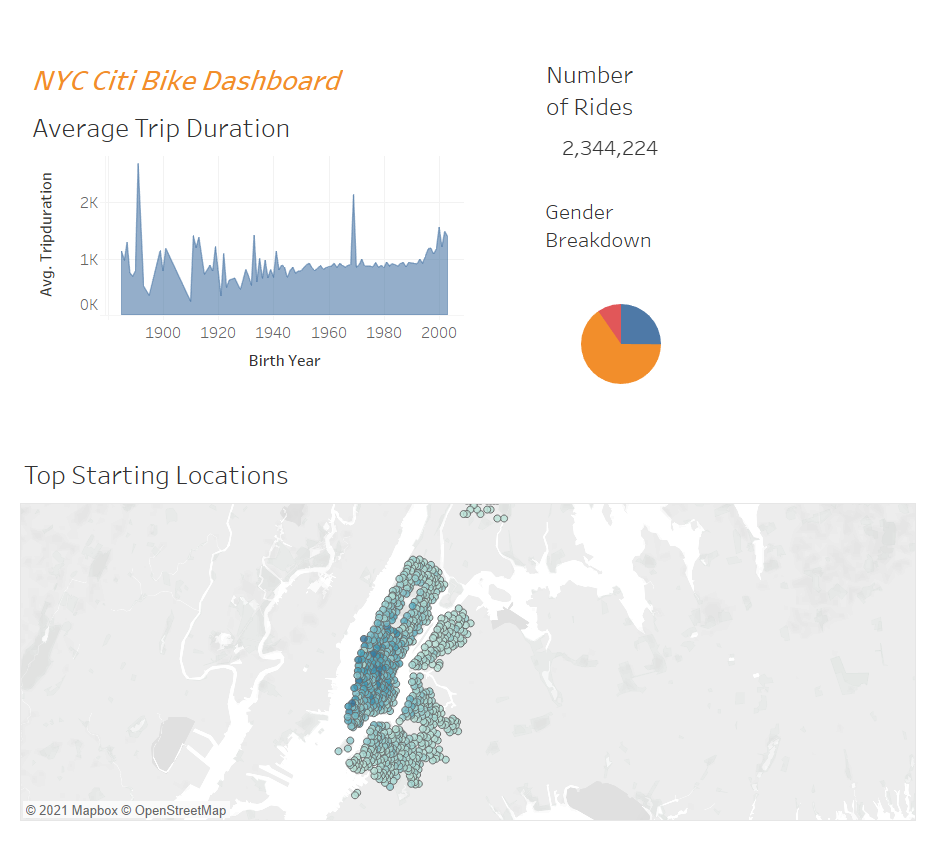 NYC Citi Bike Dashboard
Average Trip Duration
Avg. Tripduration
2K
1K
0K
1900 1920 1940 1960 1980 2000
Birth Year
Number
of Rides
2,344,224
Gender
Breakdown
Top Starting Locations
© 2021 Mapbox © OpenStreetMap